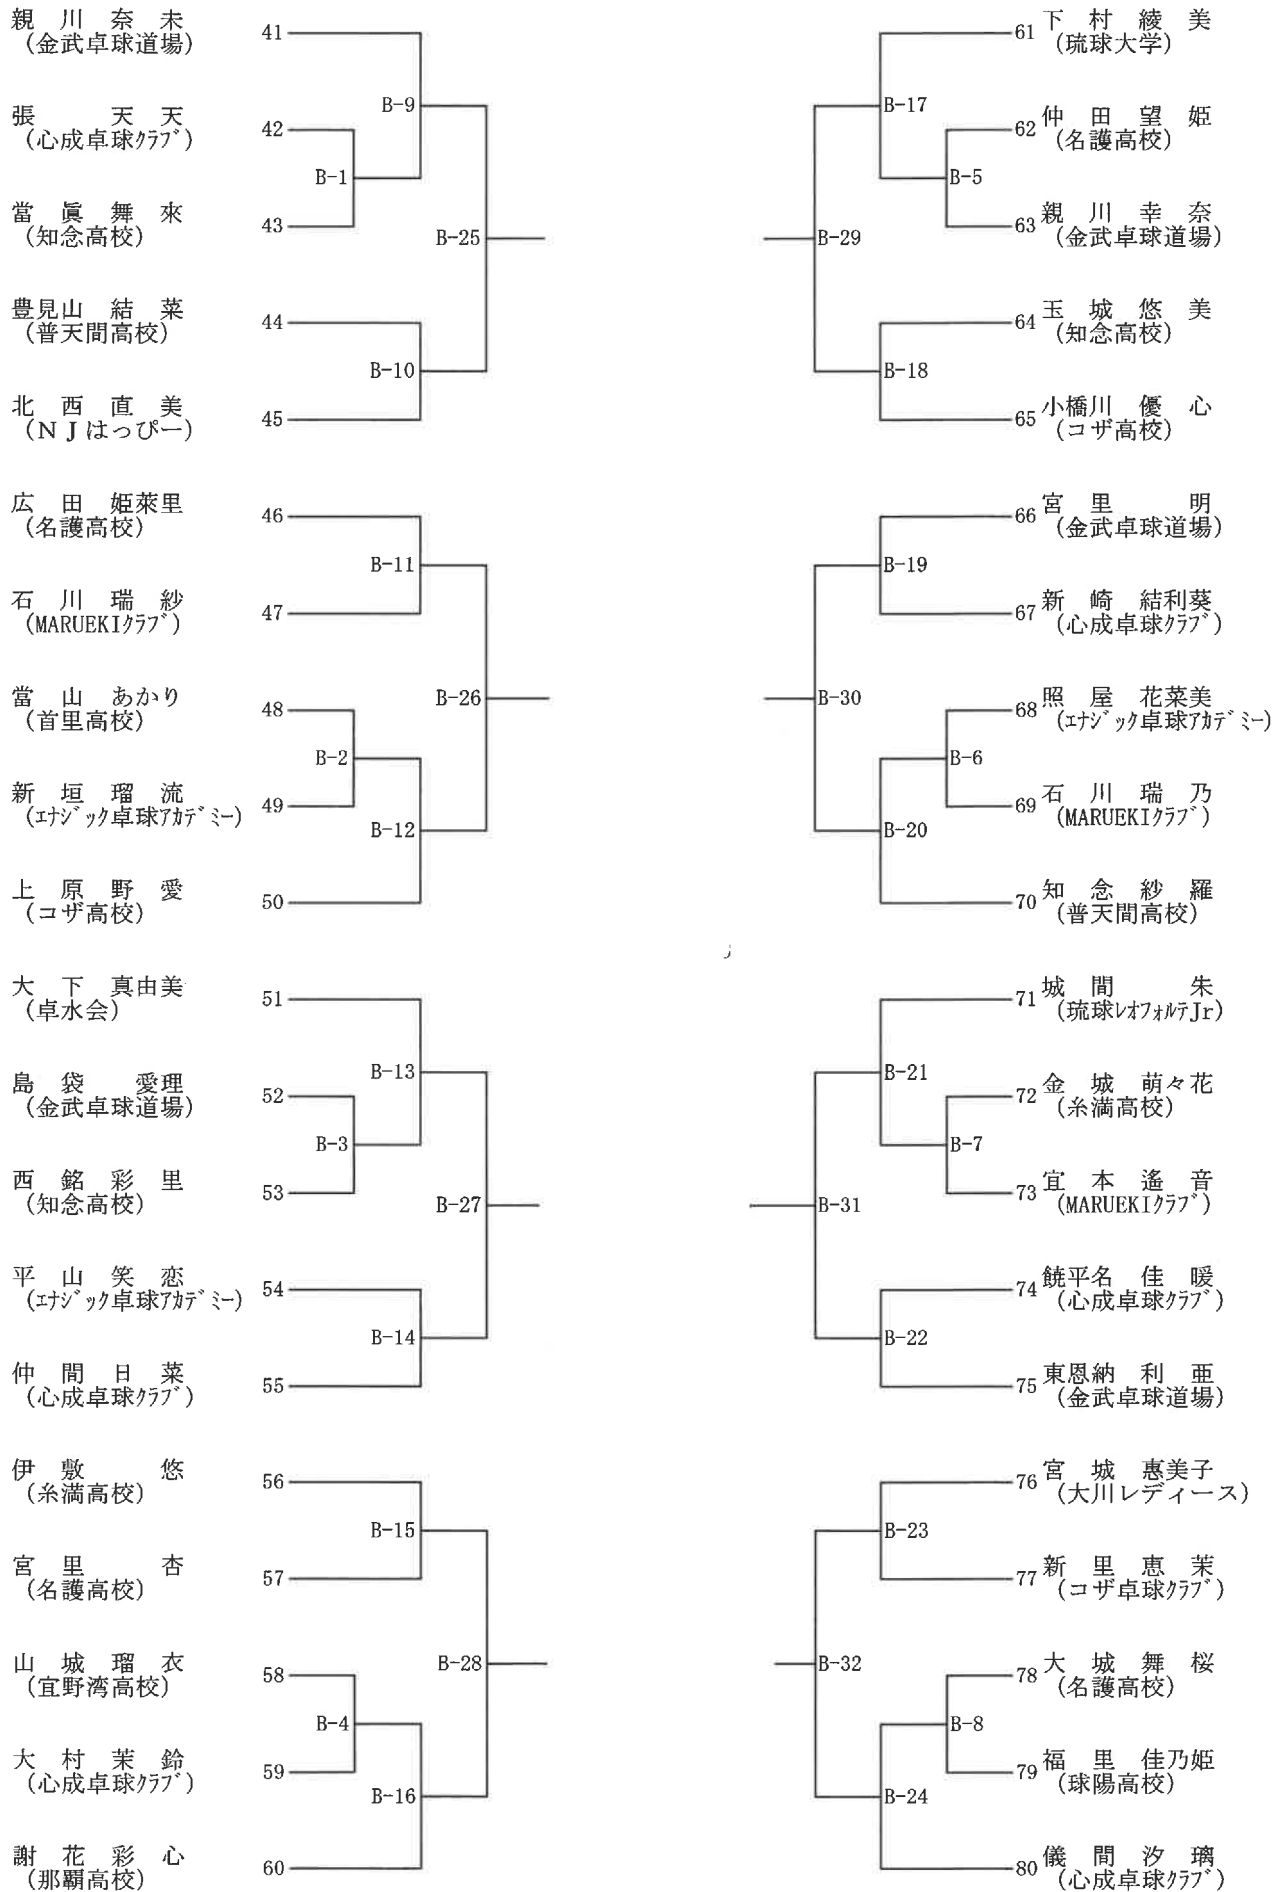 親 川 奈 未
(金武卓球道場)
41
B-9
張 天 天
(心成卓球ｸﾗﾌﾞ)
42
B-1
當 眞 舞 來
(知念高校)
43
B-25
豊見山 結 菜
(普天間高校)
44
B-10
北 西 直 美
(ＮＪはっぴー)
45
広 田 姫萊里
(名護高校)
46
B-11
石 川 瑞 紗
(MARUEKIｸﾗﾌﾞ)
47
B-26
當 山 あかり
(首里高校)
48
B-2
新 垣 瑠 流
(ｴﾅｼﾞｯｸ卓球ｱｶﾃﾞﾐｰ)
49
B-12
上 原 野 愛
(コザ高校)
50
大 下 真由美
(卓水会)
51
B-13
島 袋 愛理
(金武卓球道場)
52
B-3
西 銘 彩 里
(知念高校)
53
B-27
平 山 笑 恋
(ｴﾅｼﾞｯｸ卓球ｱｶﾃﾞﾐｰ)
54
B-14
仲 間 日 菜
(心成卓球ｸﾗﾌﾞ)
55
伊 敷 悠
(糸満高校)
56
B-15
宮 里 杏
(名護高校)
57
B-28
山 城 瑠 衣
(宜野湾高校)
58
B-4
大 村 茉 鈴
(心成卓球ｸﾗﾌﾞ)
59
B-16
謝 花 彩 心
(那覇高校)
60
61 下 村 綾 美
(琉球大学)
B-17
62 仲 田 望 姫
(名護高校)
B-5
63 親 川 幸 奈
(金武卓球道場)
B-29
64 玉 城 悠 美
(知念高校)
B-18
65 小橋川 優 心
(コザ高校)
66 宮 里 明
(金武卓球道場)
B-19
67 新 崎 結利葵
(心成卓球ｸﾗﾌﾞ)
B-30
68 照 屋 花菜美
(ｴﾅｼﾞｯｸ卓球ｱｶﾃﾞﾐｰ)
B-6
69 石 川 瑞 乃
(MARUEKIｸﾗﾌﾞ)
B-20
70 知 念 紗 羅
(普天間高校)
71 城 間 朱
(琉球ﾚｵﾌｫﾙﾃJr)
B-21
72 金 城 萌々花
(糸満高校)
B-7
73 宜 本 遙 音
(MARUEKIｸﾗﾌﾞ)
B-31
74 饒平名 佳 暖
(心成卓球ｸﾗﾌﾞ)
B-22
75 東恩納 利 亜
(金武卓球道場)
76 宮 城 惠美子
(大川レディース)
B-23
77 新 里 恵 茉
(コザ卓球ｸﾗﾌﾞ)
B-32
78 大 城 舞 桜
(名護高校)
B-8
79 福 里 佳乃姫
(球陽高校)
B-24
80 儀 間 汐 璃
(心成卓球ｸﾗﾌﾞ)